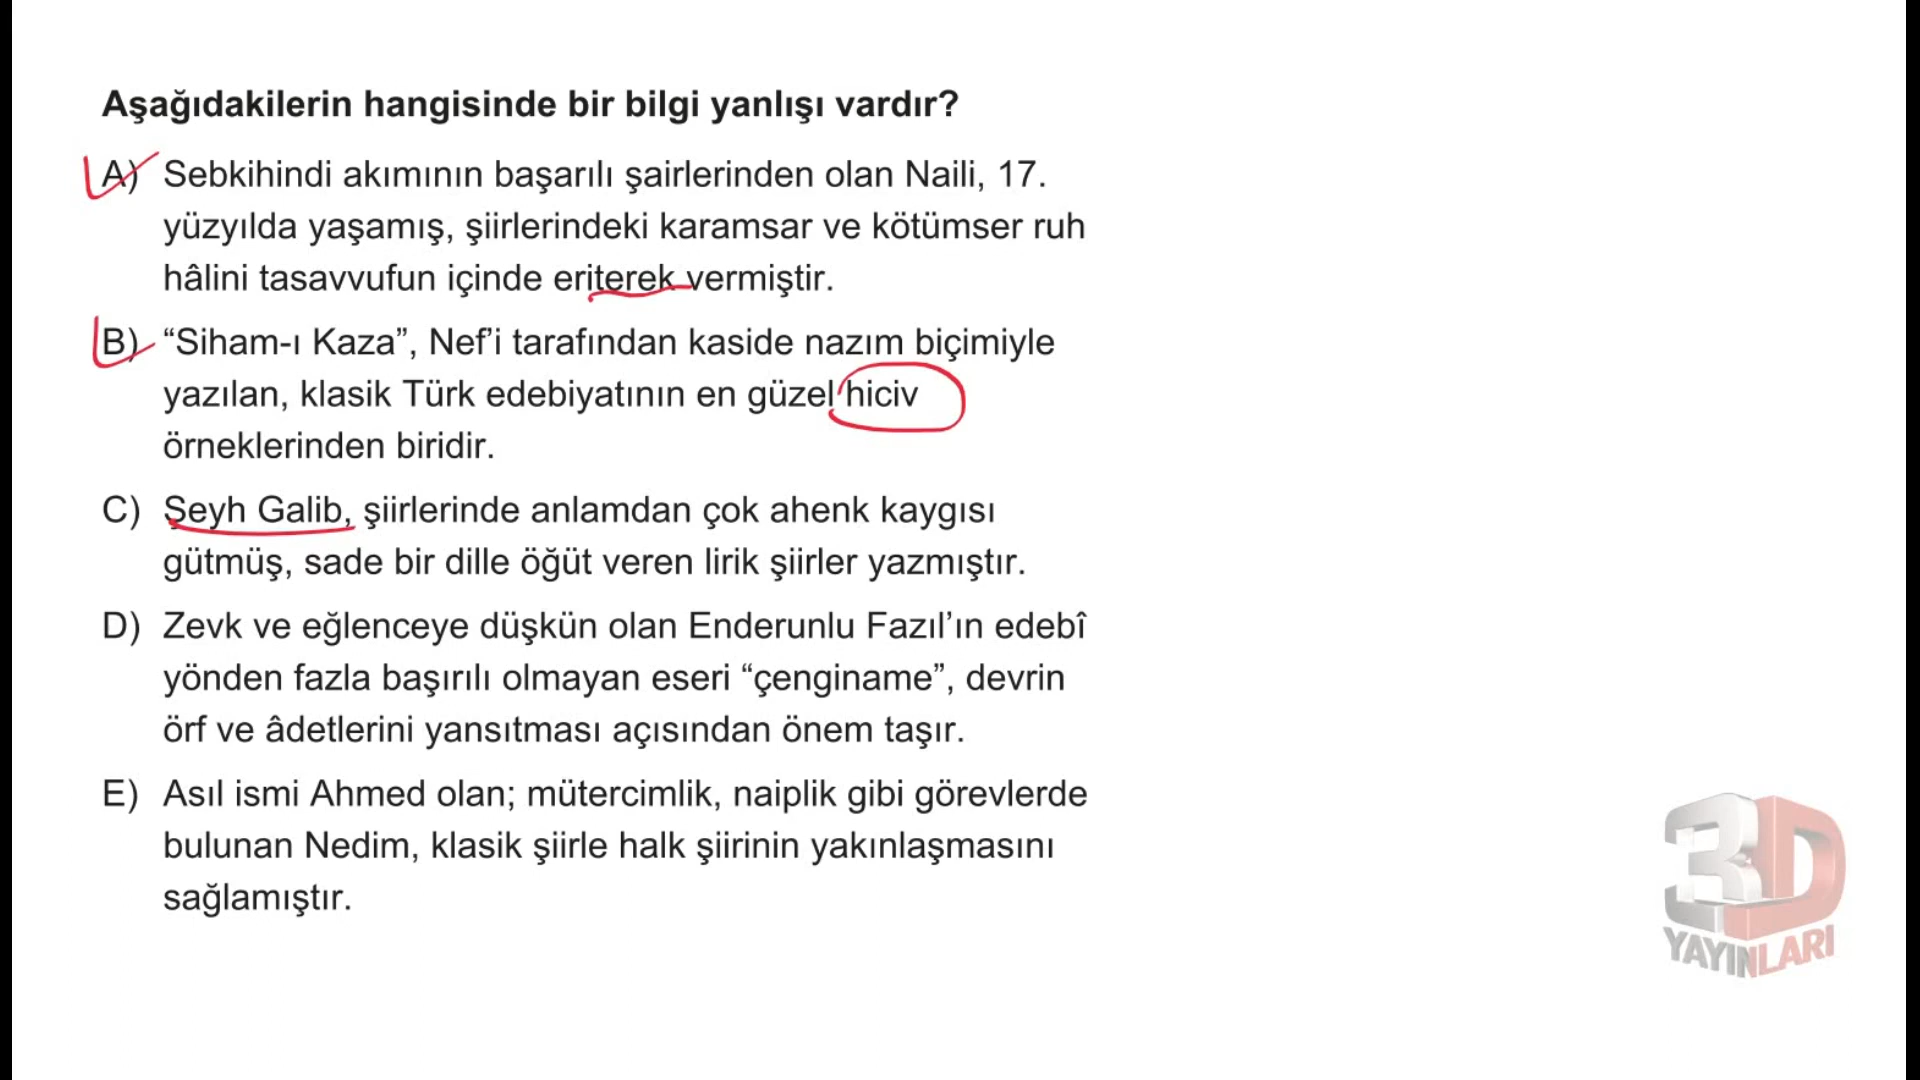 Aşağıdakilerin hangisinde bir bilgi yanlışı vardır?
A) Sebkihindi akımının başarılı şairlerinden olan Naili, 17.
yüzyılda yaşamış, şiirlerindeki karamsar ve kötümser ruh
hâlini tasavvufun içinde eriterek vermiştir.
B) “Siham-ı Kaza”, Nef’i tarafından kaside nazım biçimiyle
yazılan, klasik Türk edebiyatının en güzel hiciv
örneklerinden biridir.
C) Şeyh Galib, şiirlerinde anlamdan çok ahenk kaygısı
gütmüş, sade bir dille öğüt veren lirik şiirler yazmıştır.
D) Zevk ve eğlenceye düşkün olan Enderunlu Fazıl’ın edebî
yönden fazla başırılı olmayan eseri “çenginame”, devrin
örf ve âdetlerini yansıtması açısından önem taşır.
E) Asıl ismi Ahmed olan; mütercimlik, naiplik gibi görevlerde
bulunan Nedim, klasik şiirle halk şiirinin yakınlaşmasını
sağlamıştır.
3D
YAYINLARI